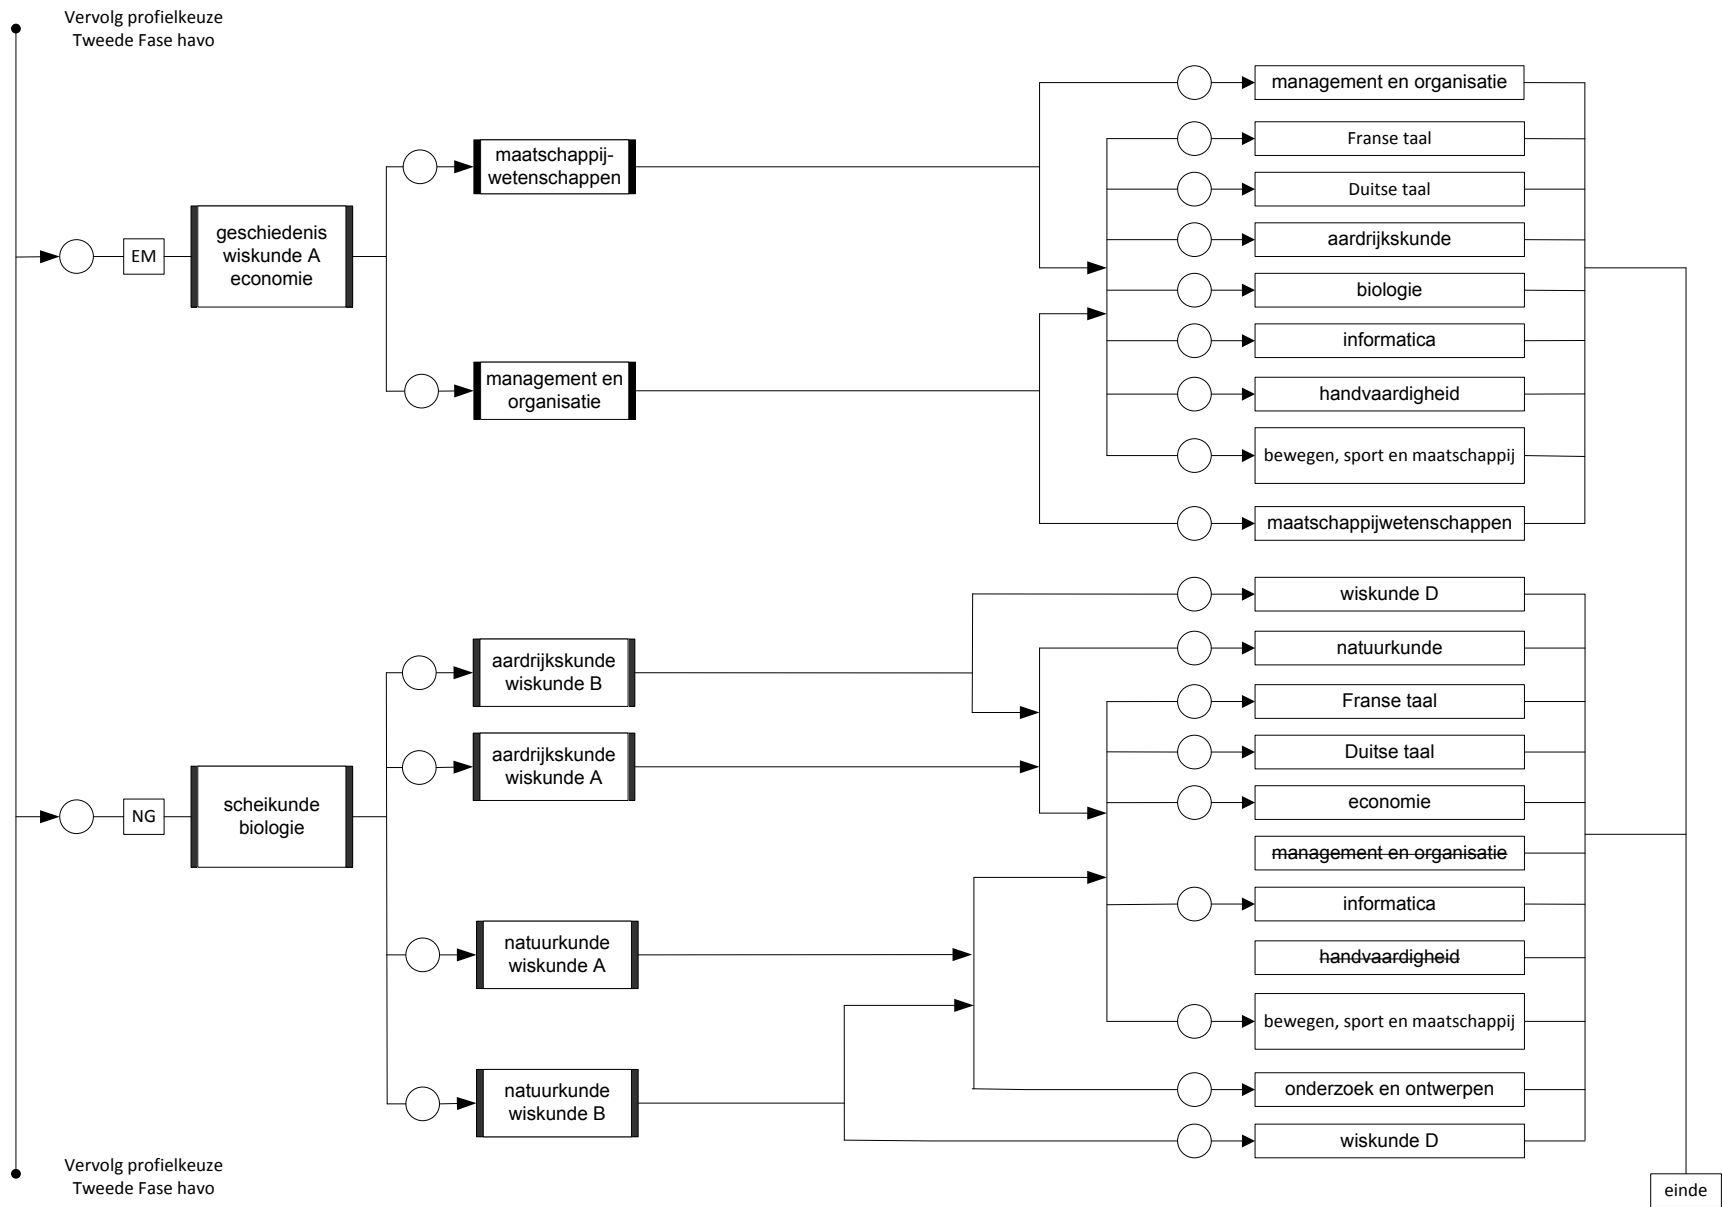 Vervolg profielkeuze
Tweede Fase havo
EM
geschiedenis
wiskunde A
economie
maatschappij-
wetenschappen
management en
organisatie
management en organisatie
Franse taal
Duitse taal
aardrijkskunde
biologie
informatica
handvaardigheid
bewegen, sport en maatschappij
maatschappijwetenschappen
NG
scheikunde
biologie
aardrijkskunde
wiskunde B
aardrijkskunde
wiskunde A
natuurkunde
wiskunde A
natuurkunde
wiskunde B
wiskunde D
natuurkunde
Franse taal
Duitse taal
economie
management en organisatie
informatica
handvaardigheid
bewegen, sport en maatschappij
onderzoek en ontwerpen
wiskunde D
Vervolg profielkeuze
Tweede Fase havo
einde